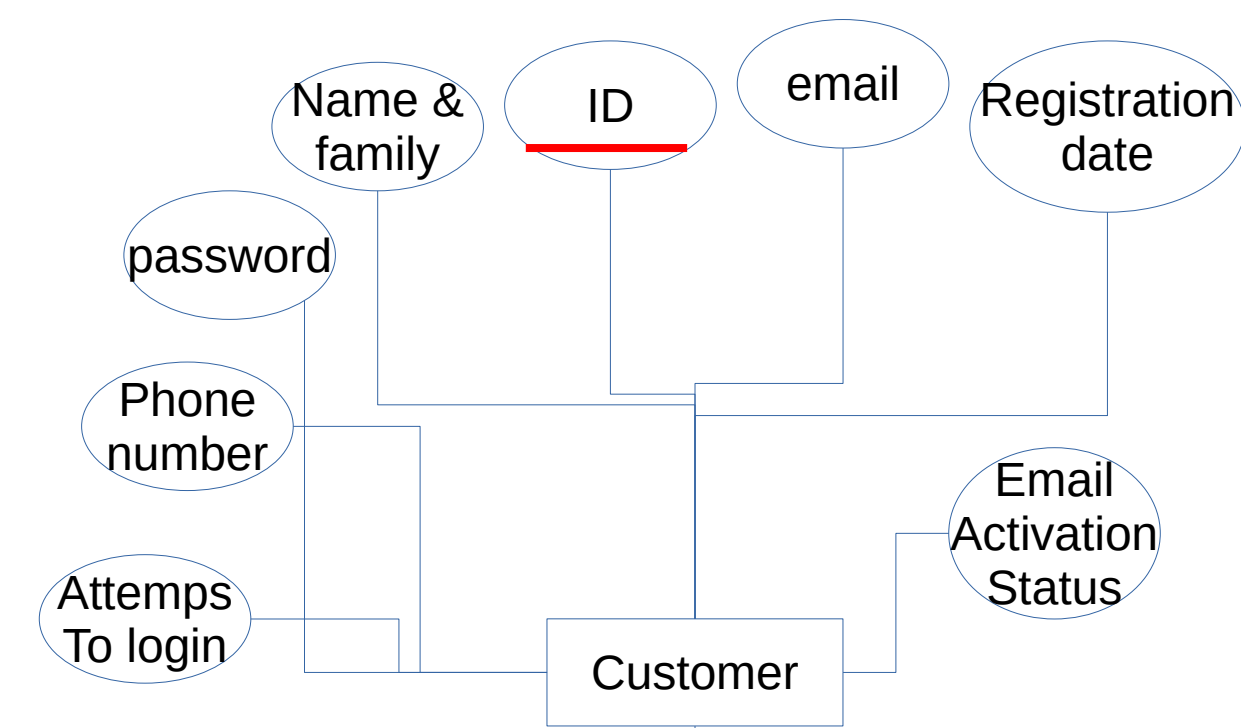 Name &
family
ID
email
Registration
date
password
Phone
number
Email
Activation
Status
Attemps
To login
Customer